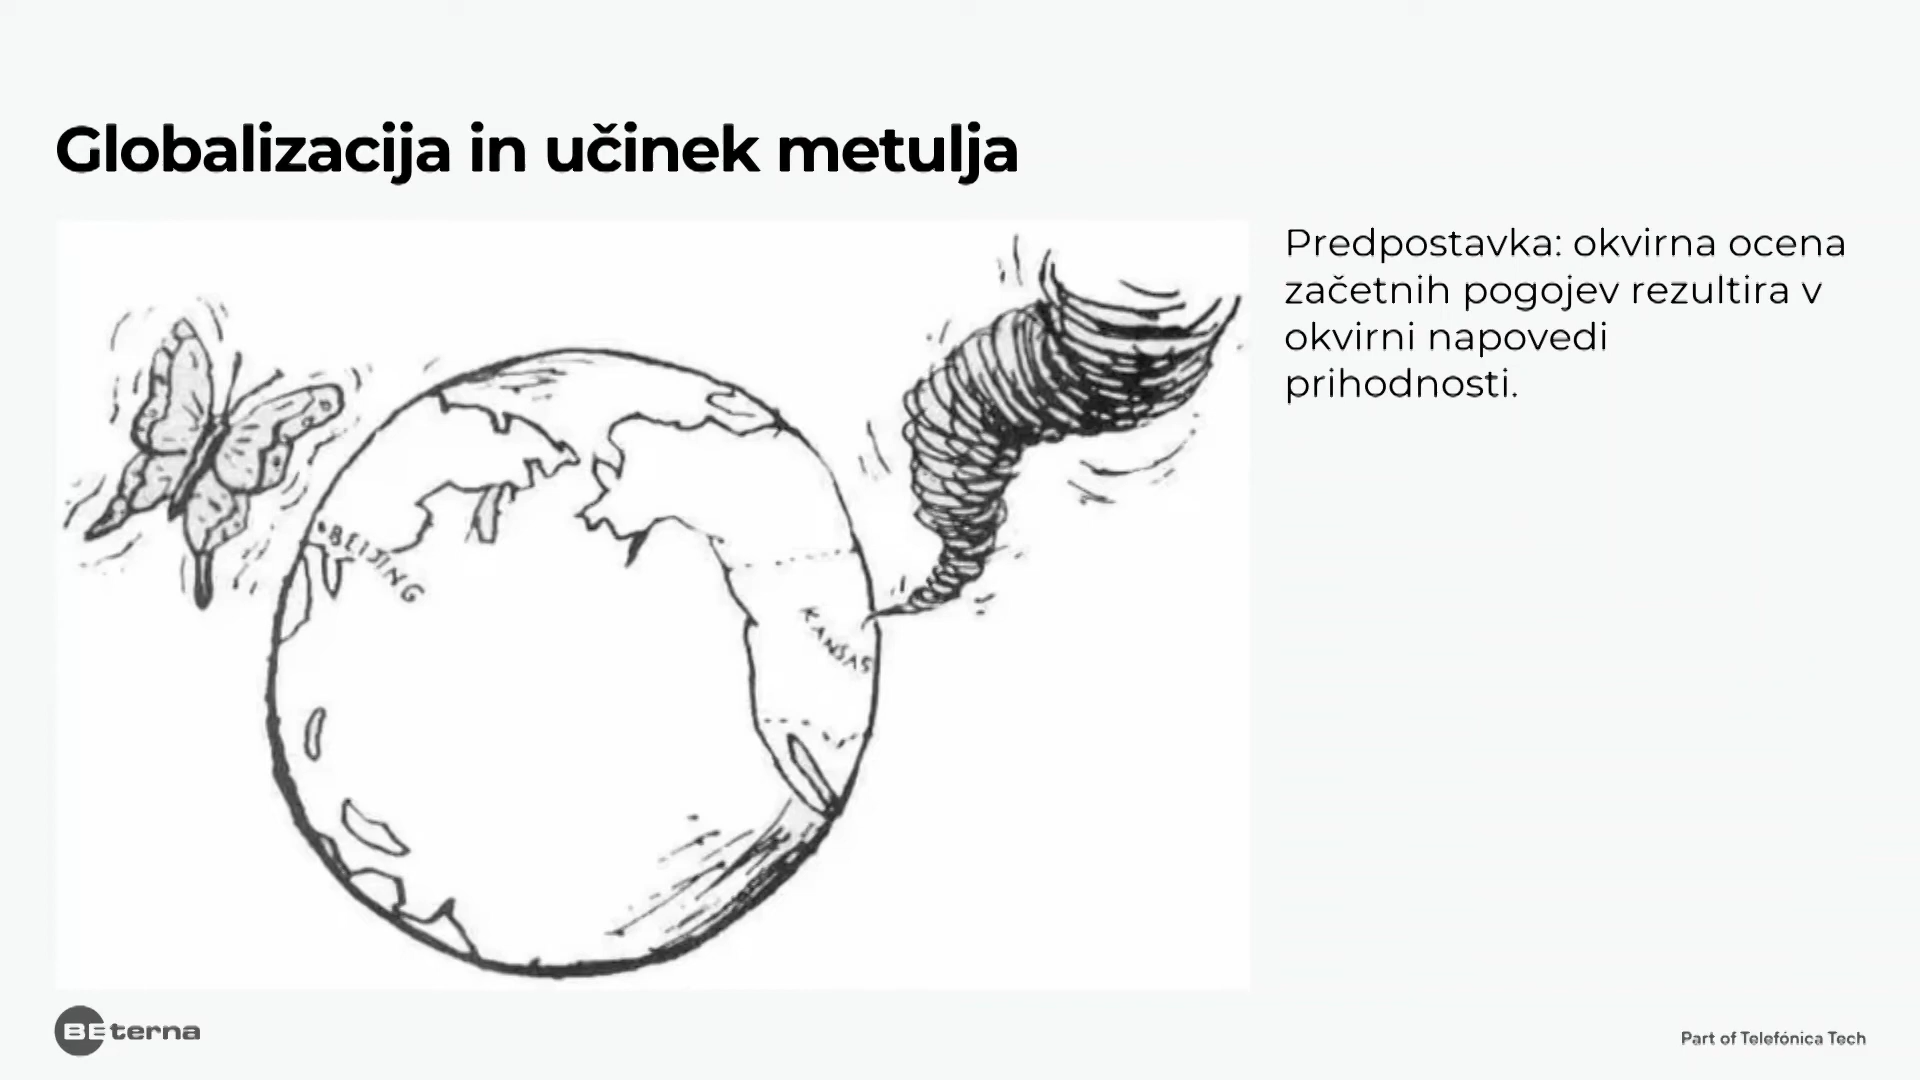 Globalizacija in učinek metulja
Predpostavka: okvirna ocena
začetnih pogojev rezultira v
okvirni napovedi
prihodnosti.
BEIJING
KANSAS
BEterna
Part of Telefónica Tech